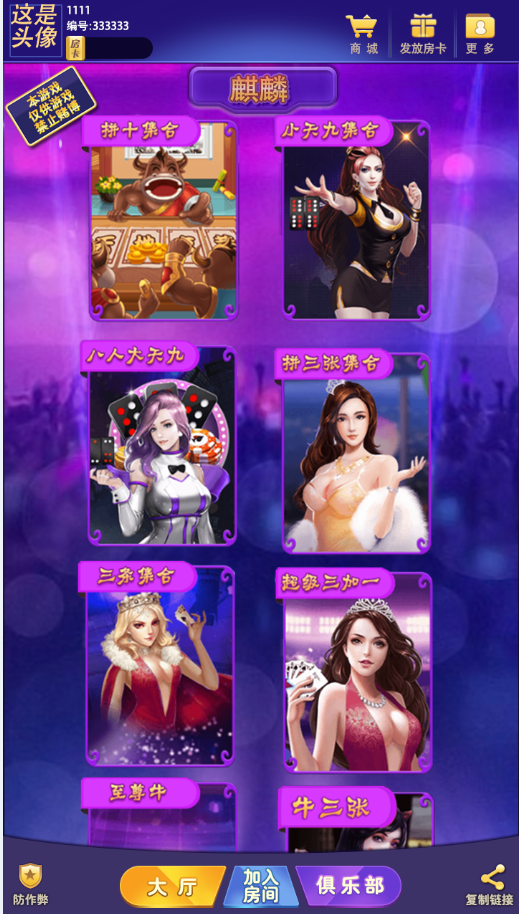 这是
头像
1111
编号:333333
房卡
商城
发放房卡
更多
本游戏
仅供游戏
禁止赌博
麒麟
拼十集合
小天九集合
八人大天九
拼三张集合
三条集合
超级三加一
至尊牛
牛三张
防作弊
大厅
加入
房间
俱乐部
复制链接